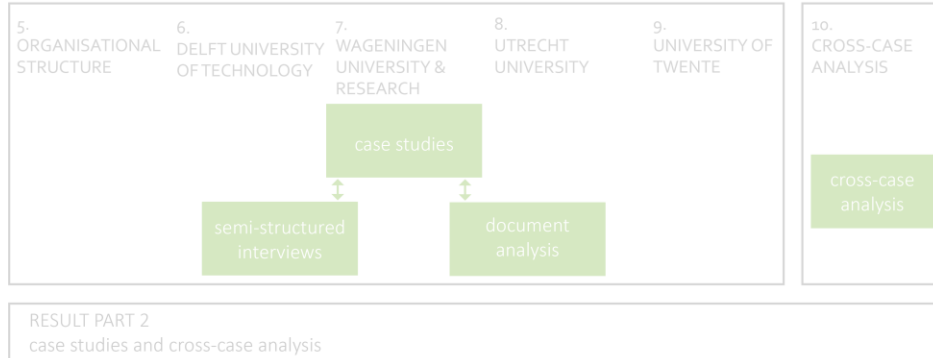 5.
ORGANISATIONAL
STRUCTURE
6.
DELFT UNIVERSITY
OF TECHNOLOGY
7.
WAGENINGEN
UNIVERSITY &
RESEARCH
8.
UTRECHT
UNIVERSITY
9.
UNIVERSITY OF
TWENTE
10.
CROSS-CASE
ANALYSIS
case studies
semi-structured
interviews
document
analysis
cross-case
analysis
RESULT PART 2
case studies and cross-case analysis